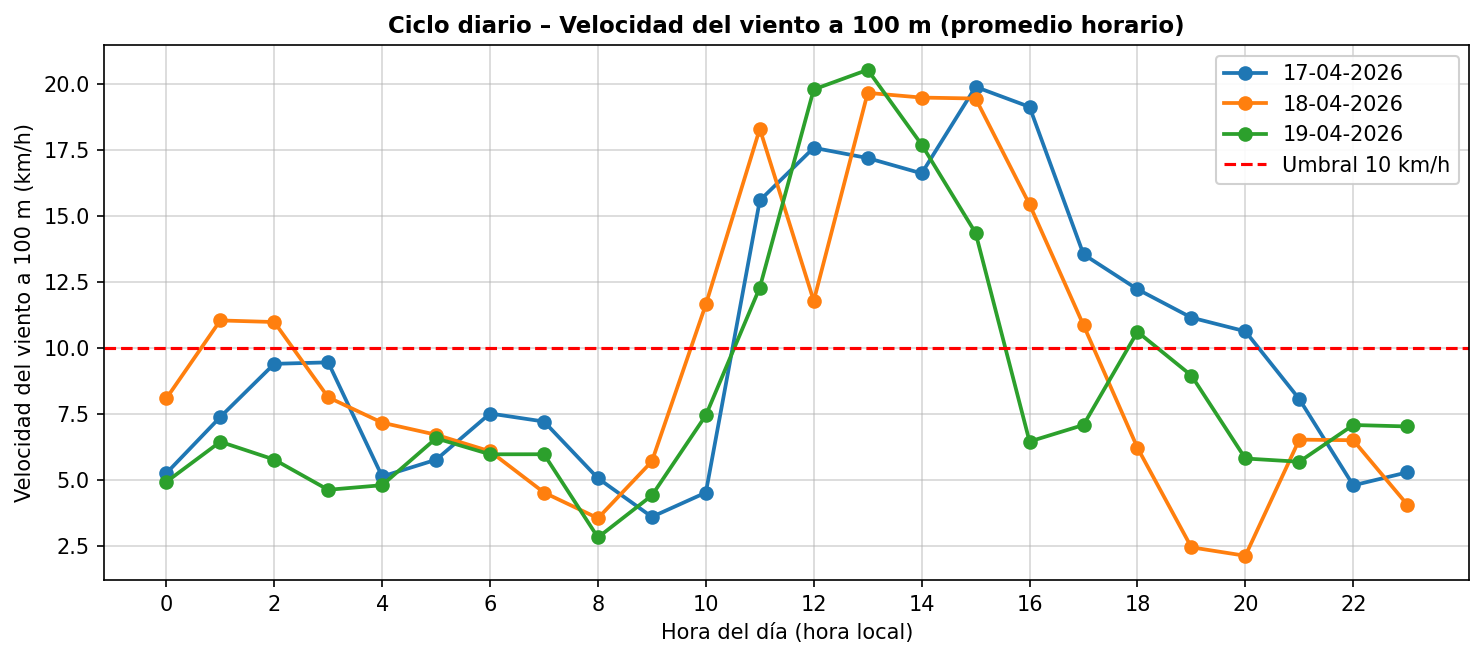 Ciclo diario – Velocidad del viento a 100 m (promedio horario)
17-04-2026
18-04-2026
19-04-2026
Umbral 10 km/h
Velocidad del viento a 100 m (km/h)
20.0
17.5
15.0
12.5
10.0
7.5
5.0
2.5
0 2 4 6 8 10 12 14 16 18 20 22
Hora del día (hora local)